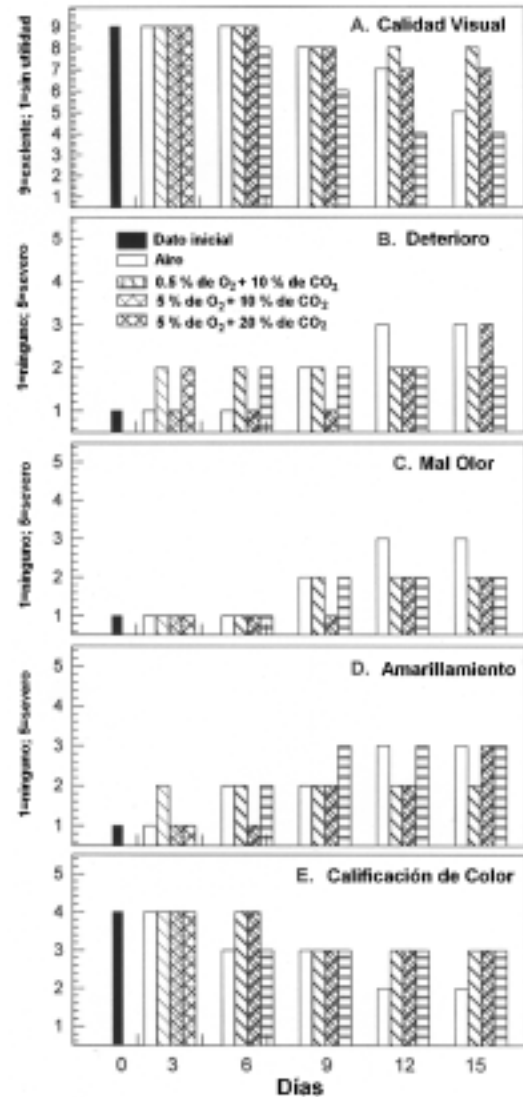 9=exelente; 1=sin utilidad
9
8
7
6
5
4
3
2
1
A. Calidad Visual
1=ninguno; 5=severo
5
4
3
2
1
B. Deterioro
Dato inicial
Aire
0.5 % de O₂ + 10 % de CO₂
5 % de O₂ + 10 % de CO₂
5 % de O₂ + 20 % de CO₂
1=ninguno; 5=severo
5
4
3
2
1
C. Mal Olor
1=ninguno; 5=severo
5
4
3
2
1
D. Amarillamiento
5
4
3
2
1
E. Calificación de Color
0 3 6 9 12 15
Días